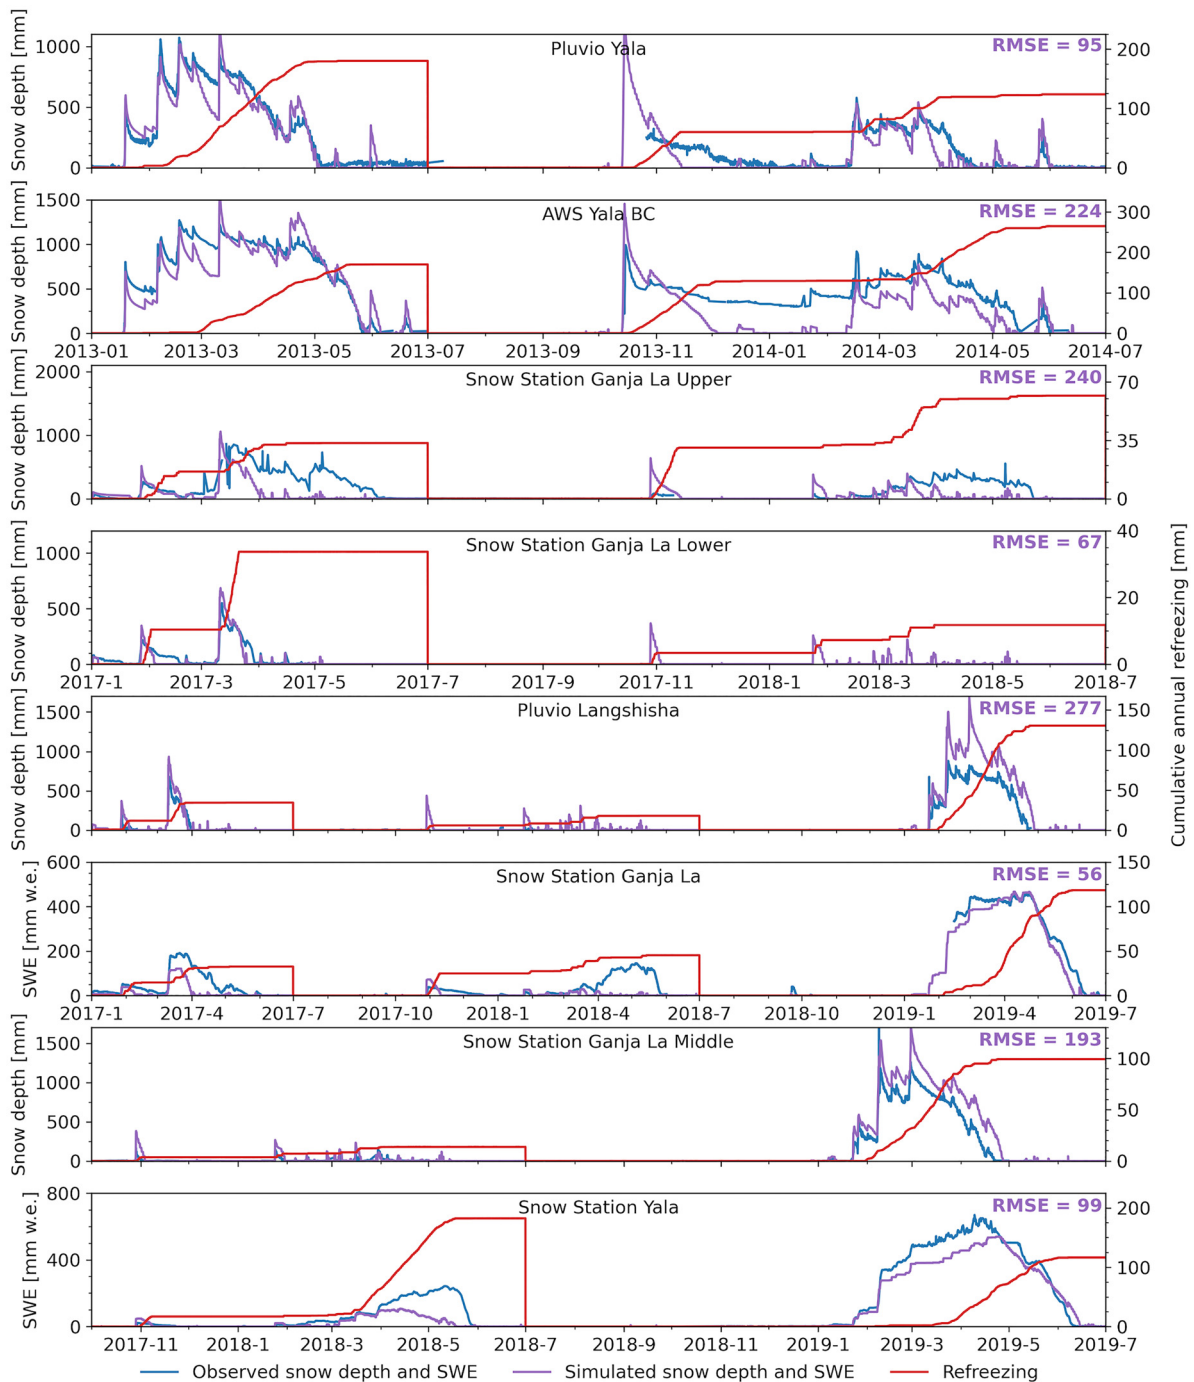 Pluvio Yala
RMSE = 95
Snow depth [mm]
1000
500
0
200
100
0
AWS Yala BC
RMSE = 224
Snow depth [mm]
1500
1000
500
0
300
200
100
0
2013-01 2013-03 2013-05 2013-07 2013-09 2013-11 2014-01 2014-03 2014-05 2014-07
Snow Station Ganja La Upper
RMSE = 240
Snow depth [mm]
2000
1000
0
70
35
0
Snow Station Ganja La Lower
RMSE = 67
Snow depth [mm]
1000
500
0
40
20
0
2017-1 2017-3 2017-5 2017-7 2017-9 2017-11 2018-1 2018-3 2018-5 2018-7
Cumulative annual refreezing [mm]
Pluvio Langshisha
RMSE = 277
Snow depth [mm]
1500
1000
500
0
150
100
50
0
Snow Station Ganja La
RMSE = 56
SWE [mm w.e.]
600
400
200
0
150
100
50
0
2017-1 2017-4 2017-7 2017-10 2018-1 2018-4 2018-7 2018-10 2019-1 2019-4 2019-7
Snow Station Ganja La Middle
RMSE = 193
Snow depth [mm]
1500
1000
500
0
100
50
0
Snow Station Yala
RMSE = 99
SWE [mm w.e.]
800
400
0
200
100
0
2017-11 2018-1 2018-3 2018-5 2018-7 2018-9 2018-11 2019-1 2019-3 2019-5 2019-7
Observed snow depth and SWE Simulated snow depth and SWE Refreezing